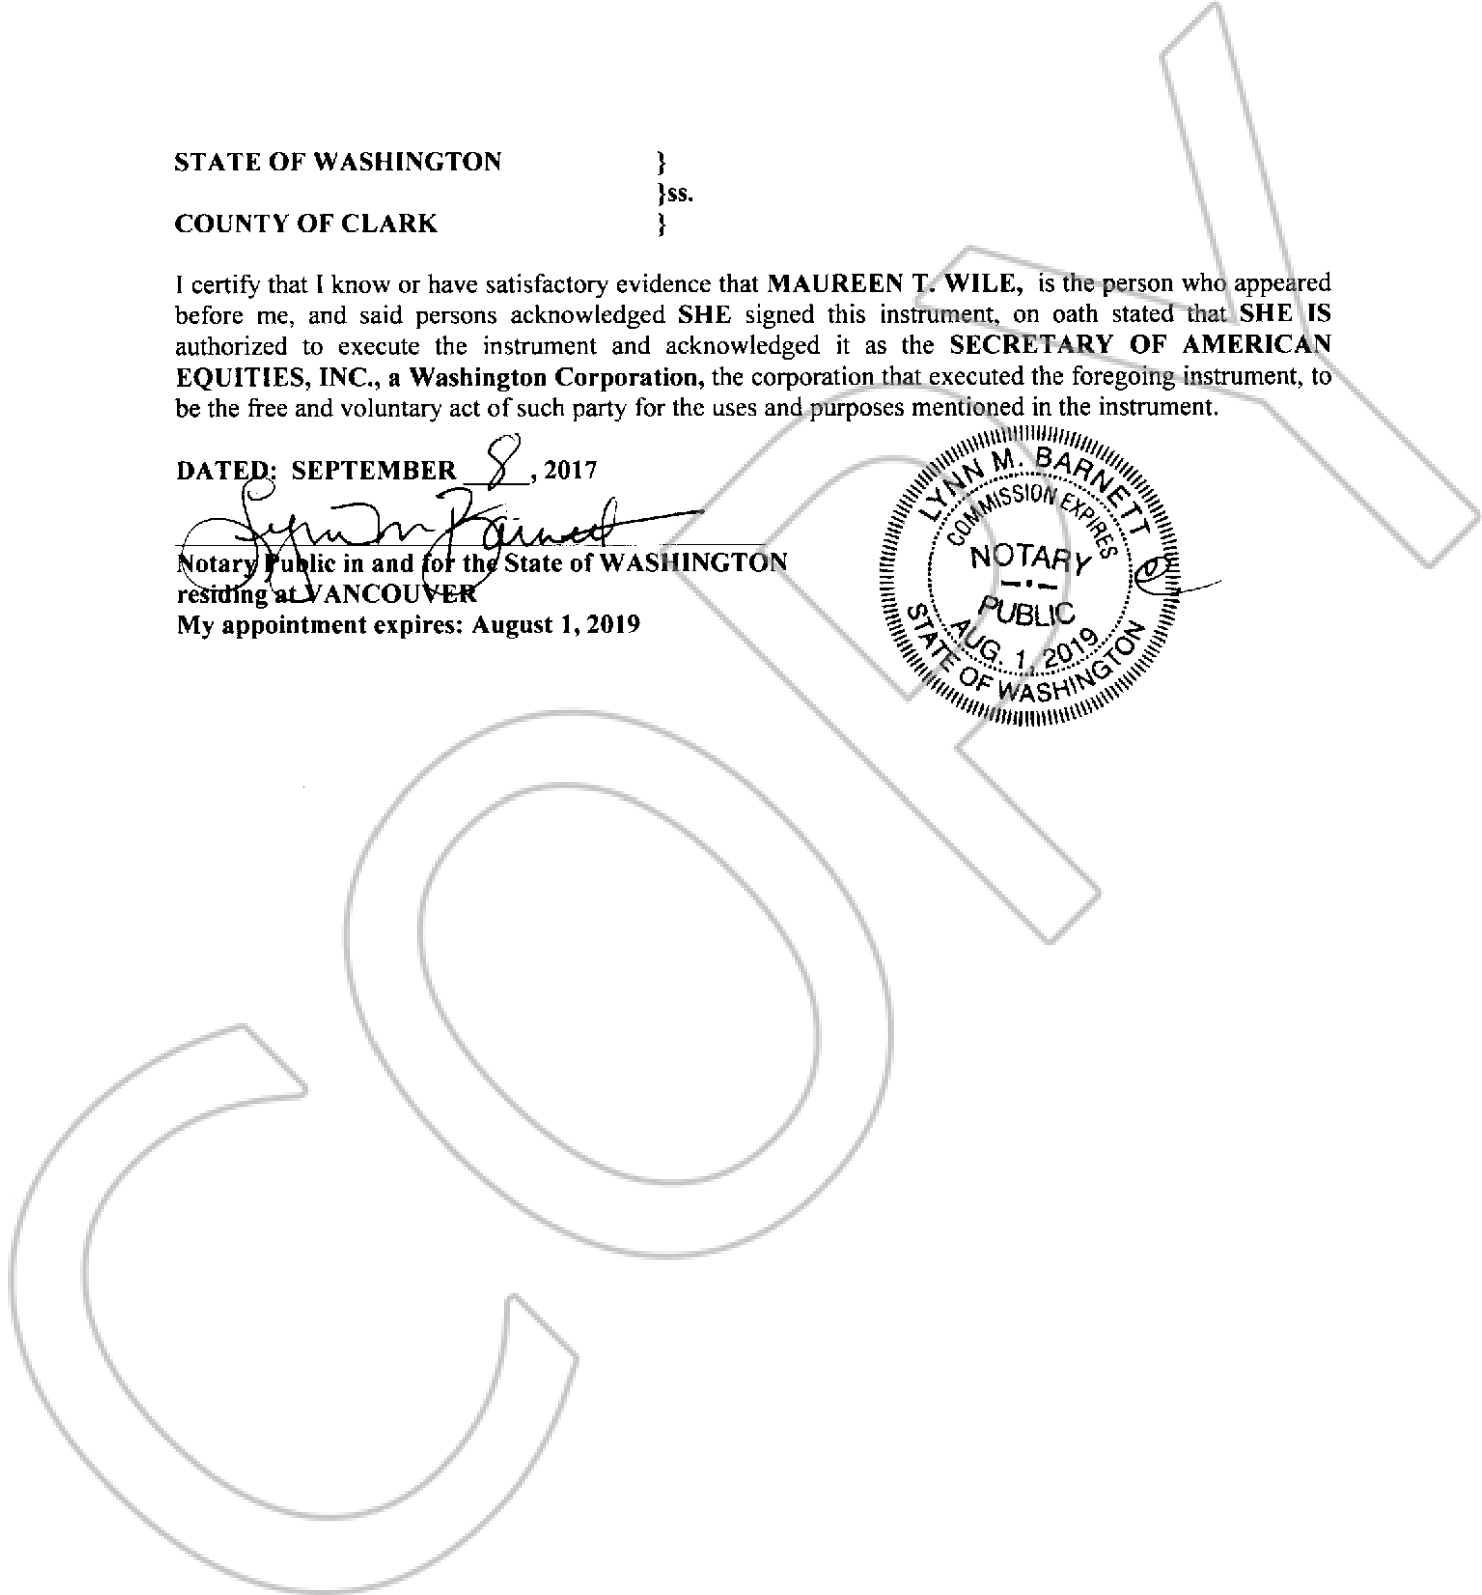 STATE OF WASHINGTON }
}ss.
COUNTY OF CLARK }
I certify that I know or have satisfactory evidence that MAUREEN T. WILE, is the person who appeared
before me, and said persons acknowledged SHE signed this instrument, on oath stated that SHE IS
authorized to execute the instrument and acknowledged it as the SECRETARY OF AMERICAN
EQUITIES, INC., a Washington Corporation, the corporation that executed the foregoing instrument, to
be the free and voluntary act of such party for the uses and purposes mentioned in the instrument.
DATED: SEPTEMBER 8, 2017
Lynn M Barnett
Notary Public in and for the State of WASHINGTON
residing at VANCOUVER
My appointment expires: August 1, 2019
LYNN M. BARNETT
COMMISSION EXPIRES
NOTARY
PUBLIC
AUG. 1, 2019
STATE OF WASHINGTON
COPY